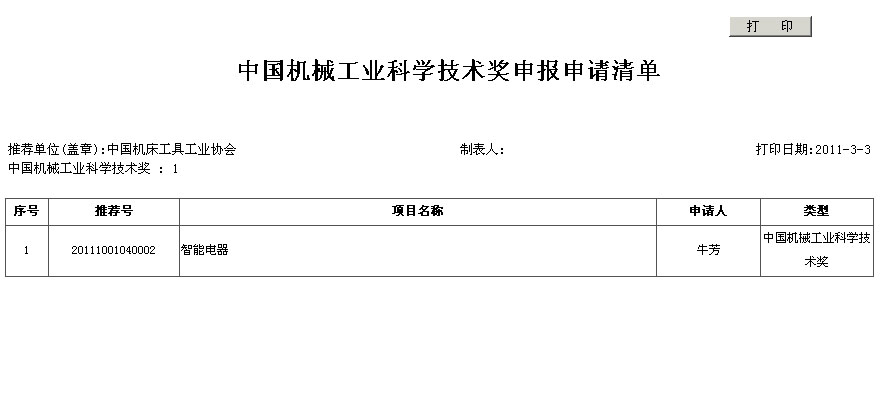 打 印
中国机械工业科学技术奖申报申请清单
推荐单位(盖章):中国机床工具工业协会 制表人: 打印日期:2011-3-3
中国机械工业科学技术奖 : 1
序号 推荐号 项目名称 申请人 类型
1 20111001040002 智能电器 牛芳 中国机械工业科学技
术奖